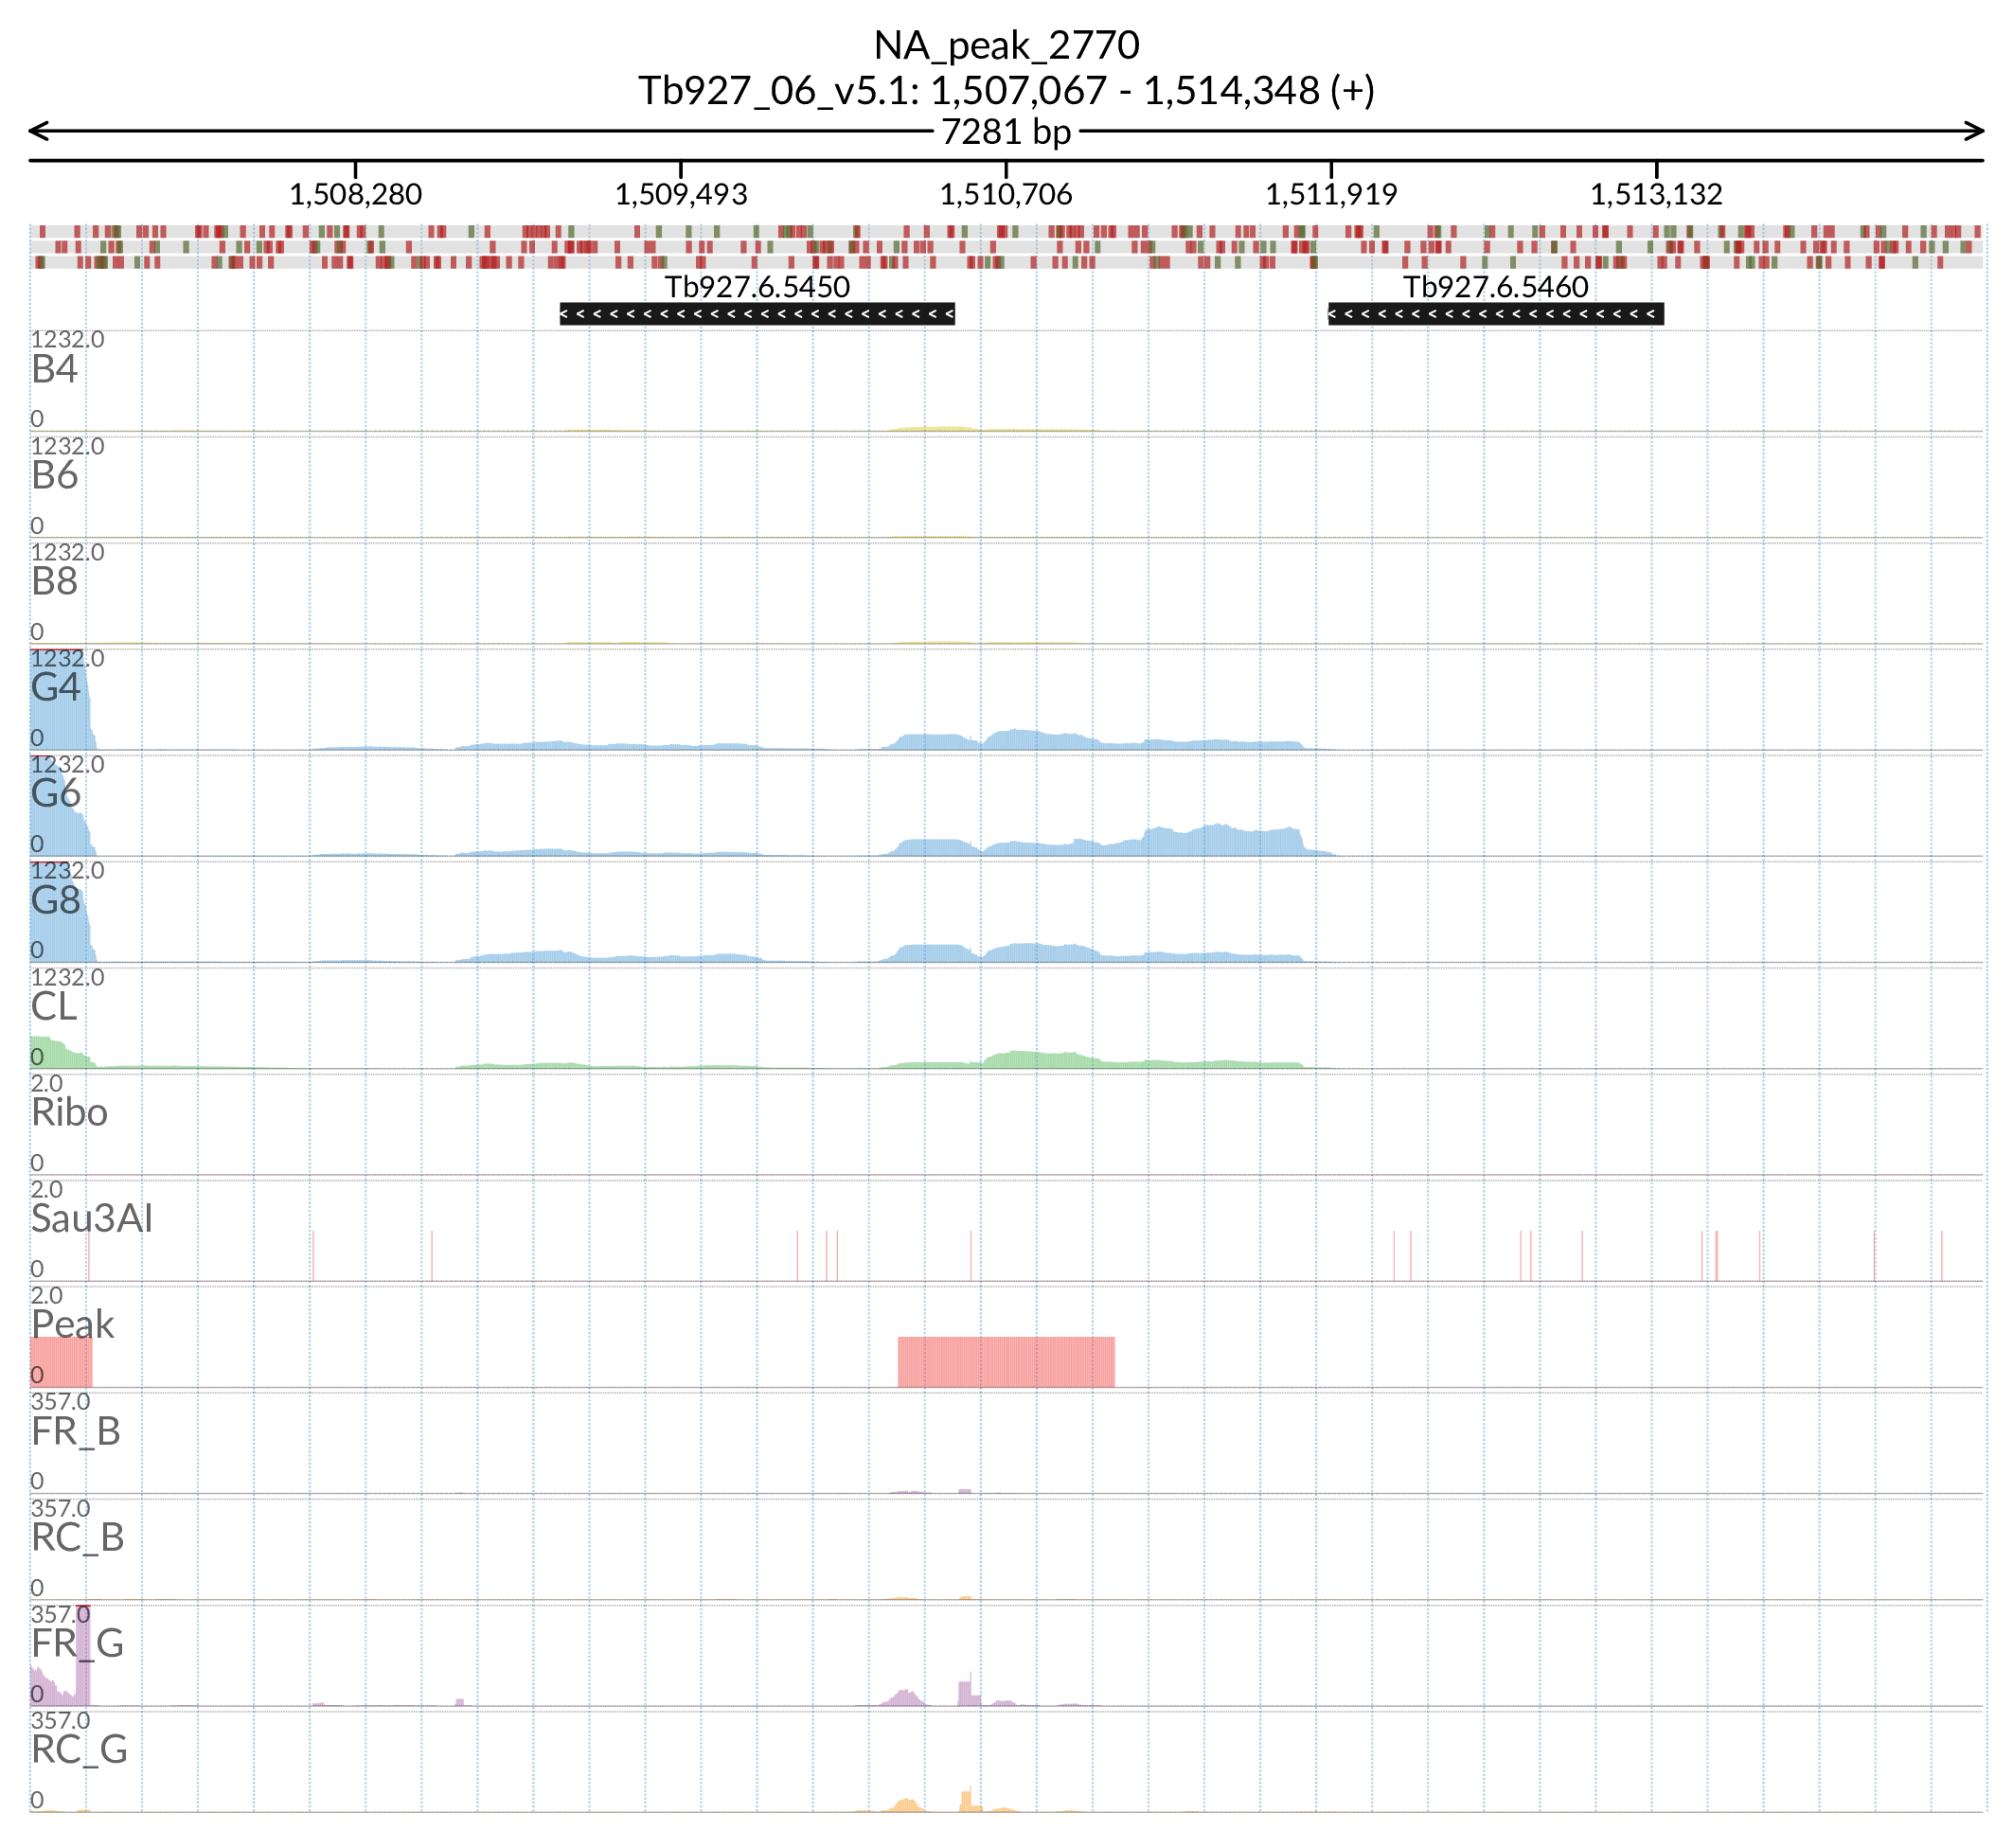 NA_peak_2770
Tb927_06_v5.1: 1,507,067 - 1,514,348 (+)
7281 bp
1,508,280 1,509,493 1,510,706 1,511,919 1,513,132
Tb927.6.5450 Tb927.6.5460
1232.0
B4
0
1232.0
B6
0
1232.0
B8
0
1232.0
G4
0
1232.0
G6
0
1232.0
G8
0
1232.0
CL
0
2.0
Ribo
0
2.0
Sau3AI
0
2.0
Peak
0
357.0
FR_B
0
357.0
RC_B
0
357.0
FR_G
0
357.0
RC_G
0